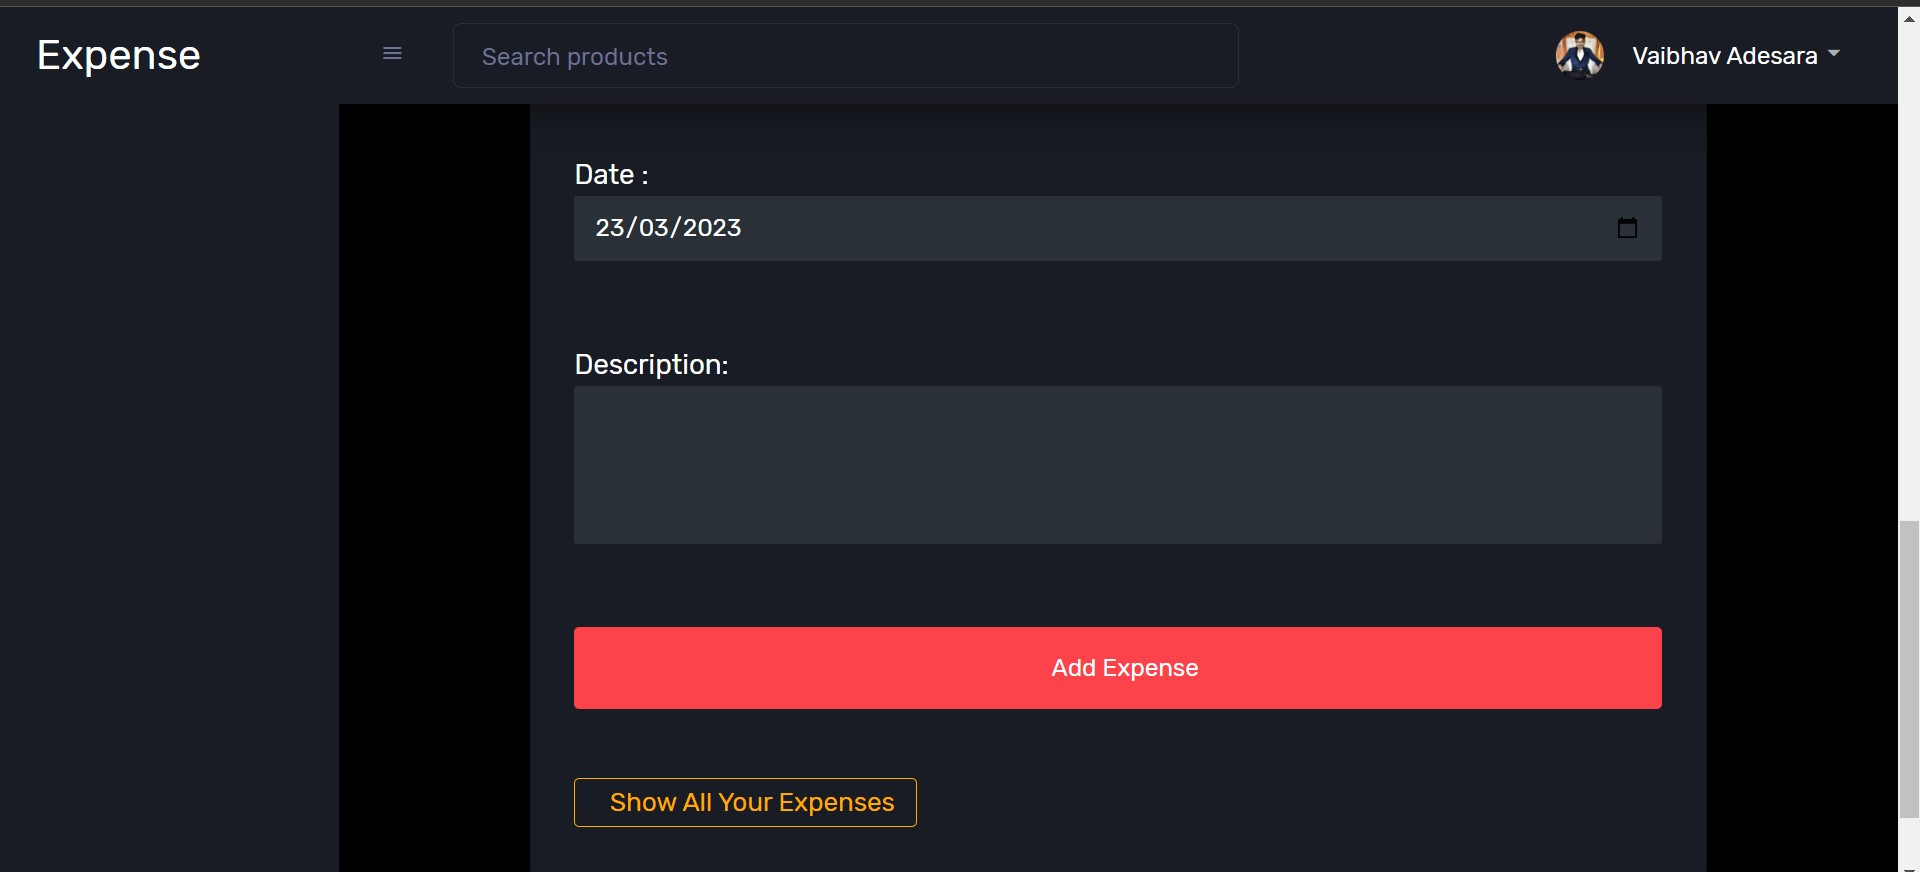 Expense
Search products
Vaibhav Adesara
Date :
23/03/2023
Description:
Add Expense
Show All Your Expenses